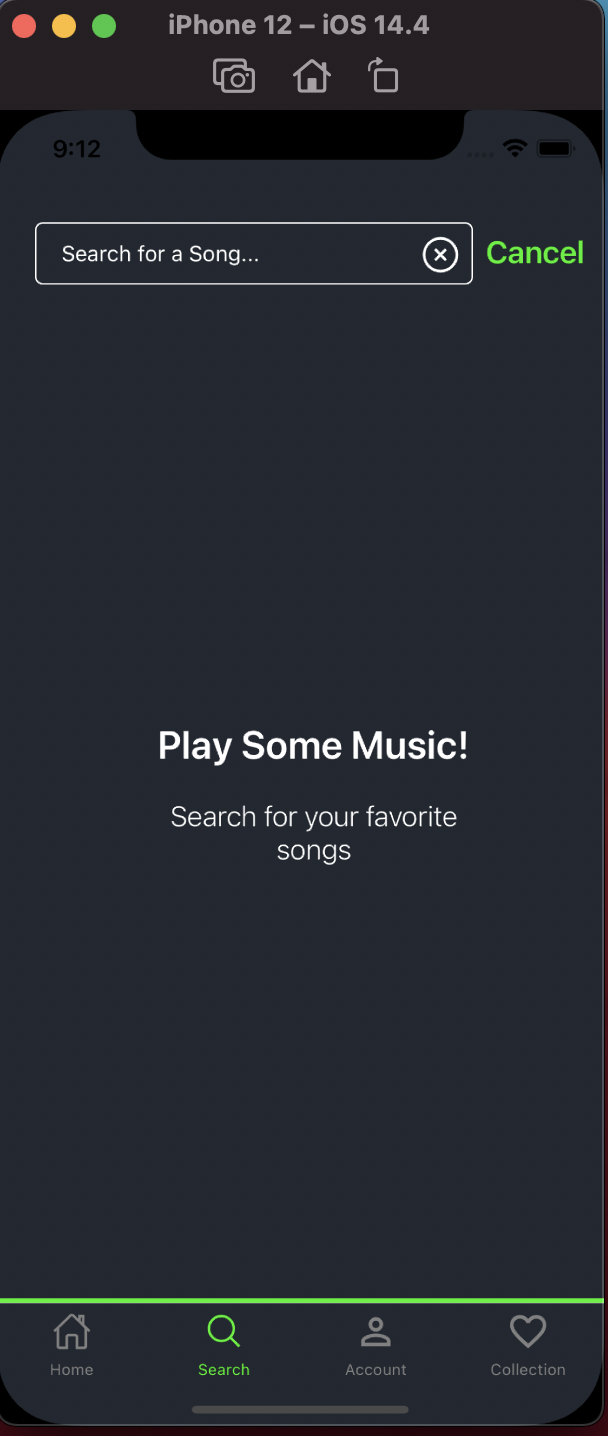 iPhone 12 – iOS 14.4
9:12
Search for a Song...
Cancel
Play Some Music!
Search for your favorite
songs
Home
Search
Account
Collection